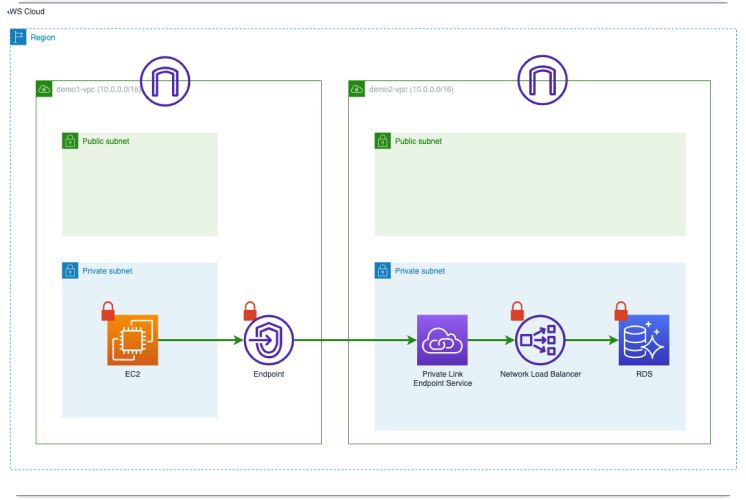 AWS Cloud
Region
demo1-vpc (10.0.0.0/16)
demo2-vpc (10.0.0.0/16)
Public subnet
Public subnet
Private subnet
Private subnet
EC2
Endpoint
Private Link
Endpoint Service
Network Load Balancer
RDS